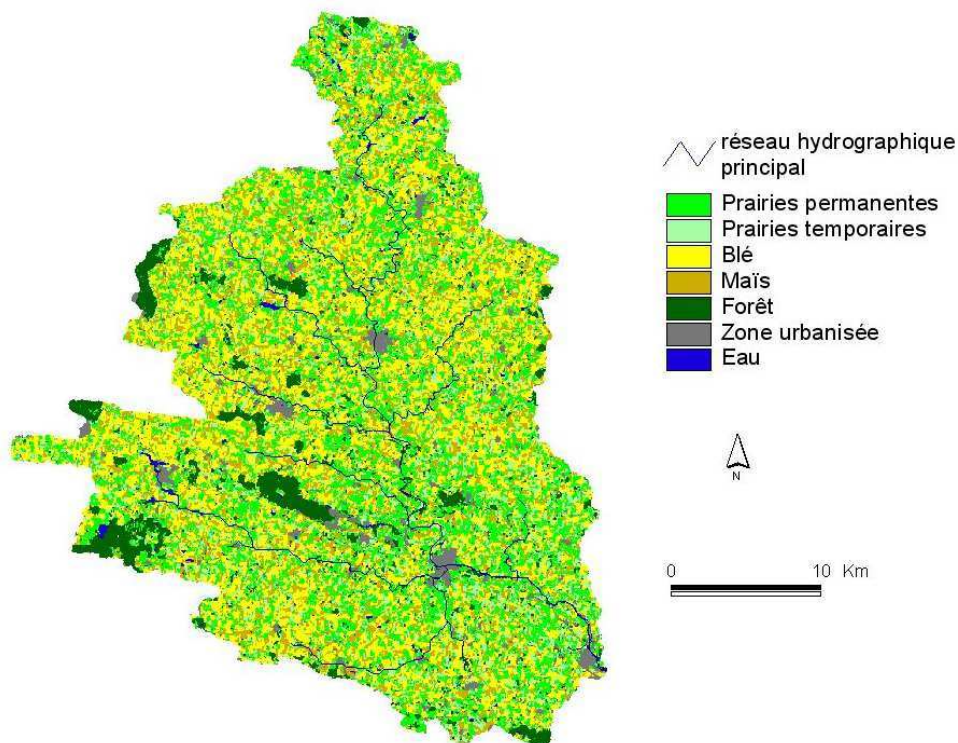 réseau hydrographique
principal
Prairies permanentes
Prairies temporaires
Blé
Maïs
Forêt
Zone urbanisée
Eau
N
0 10 Km